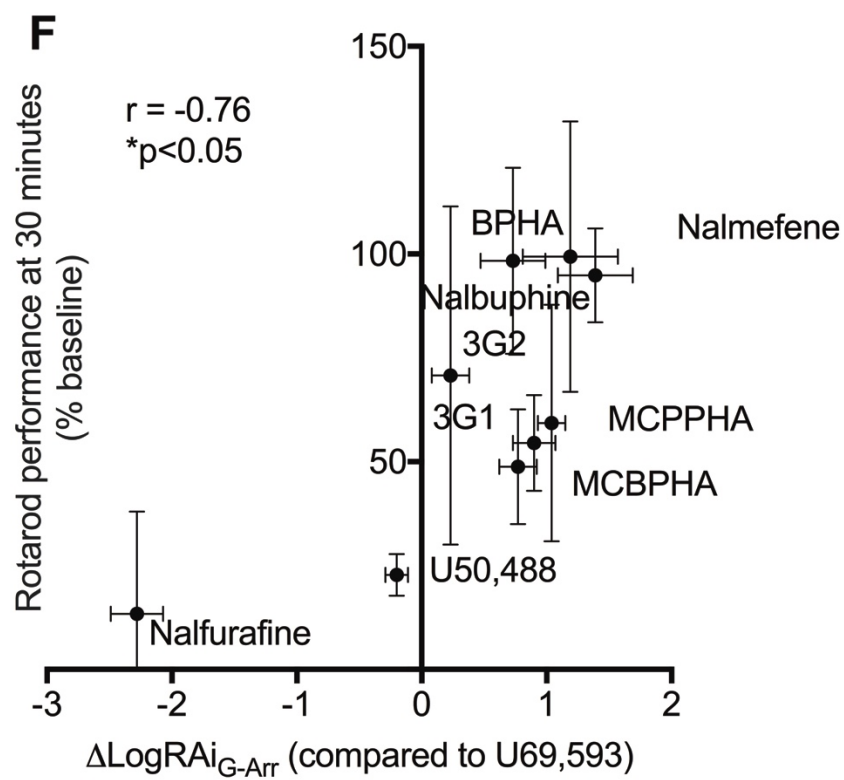 F
Rotarod performance at 30 minutes
(% baseline)
r = -0.76
*p<0.05
150
100
50
BPHA
Nalmefene
Nalbuphine
3G2
3G1
MCPPHA
MCBPHA
U50,488
Nalfurafine
-3 -2 -1 0 1 2
ΔLogRAi_G-Arr (compared to U69,593)